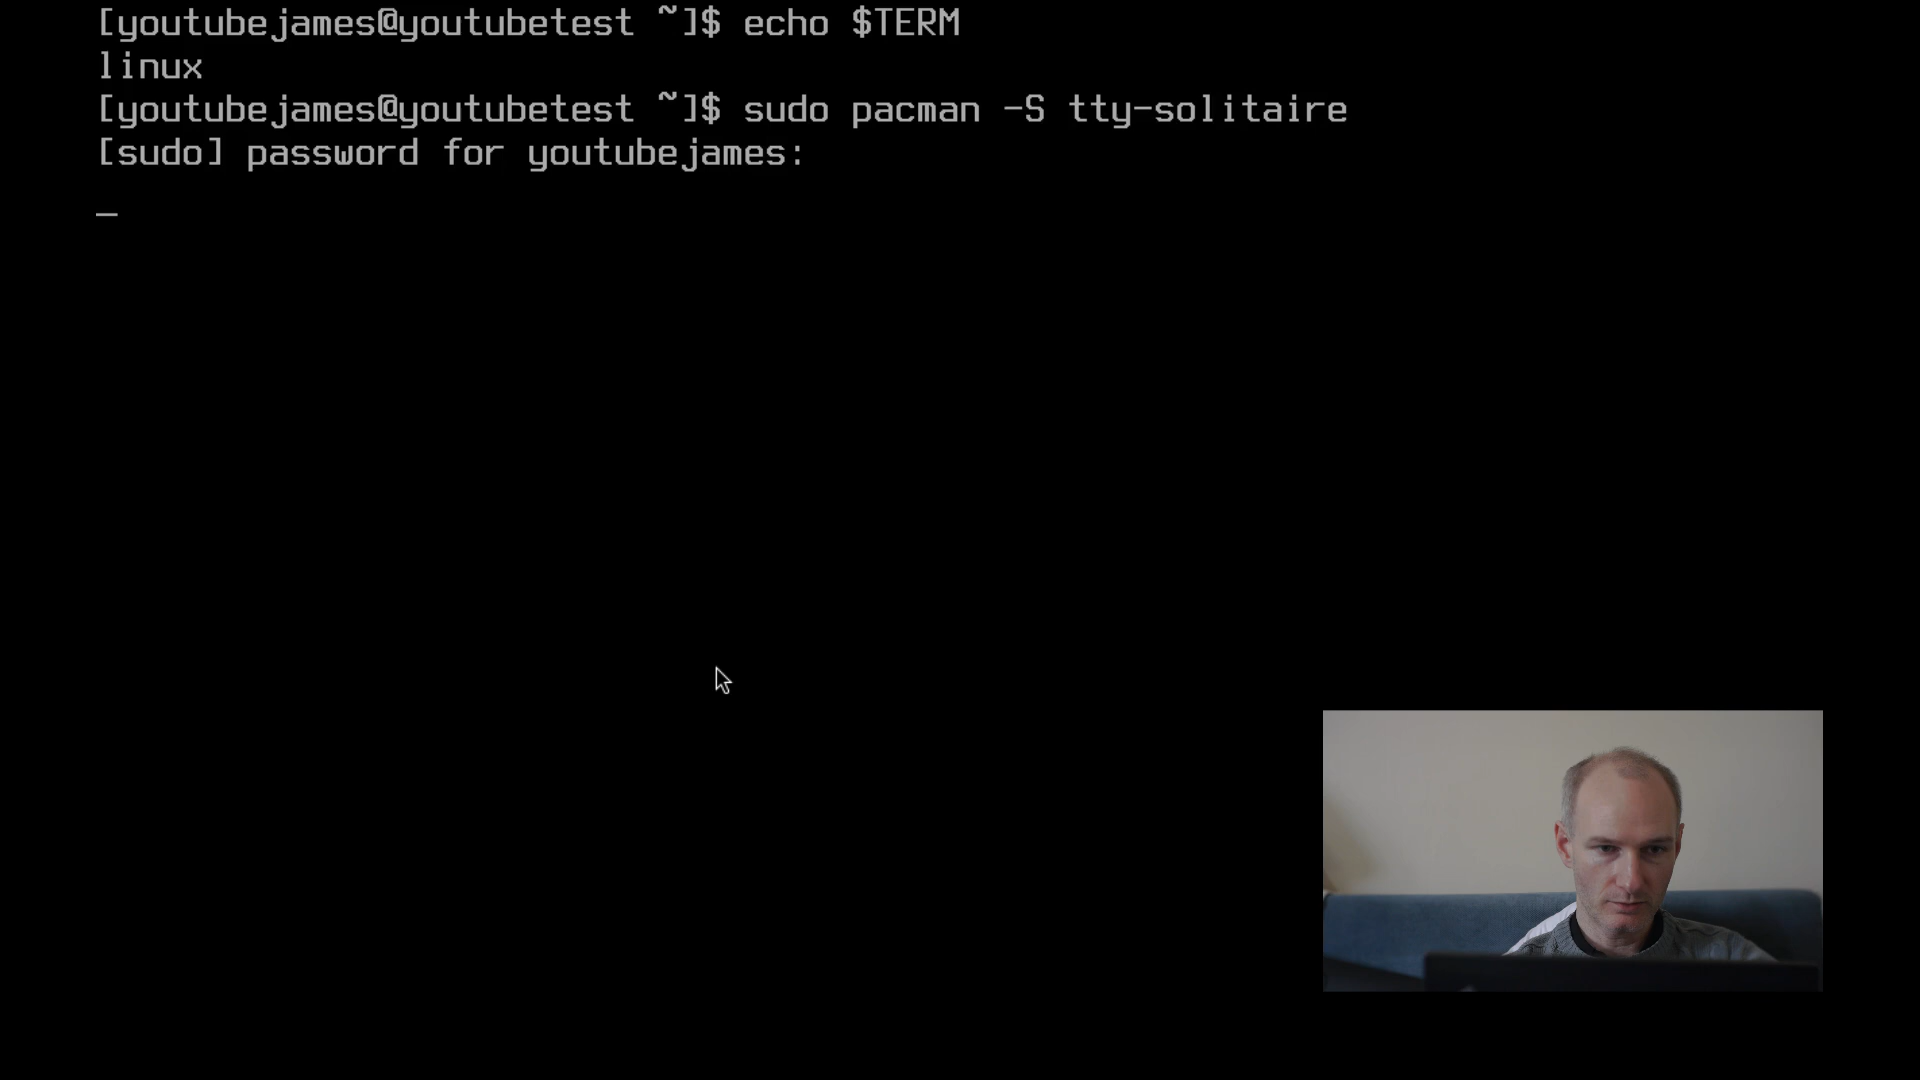 [youtubejames@youtubetest ~]$ echo $TERM
linux
[youtubejames@youtubetest ~]$ sudo pacman -S tty-solitaire
[sudo] password for youtubejames: